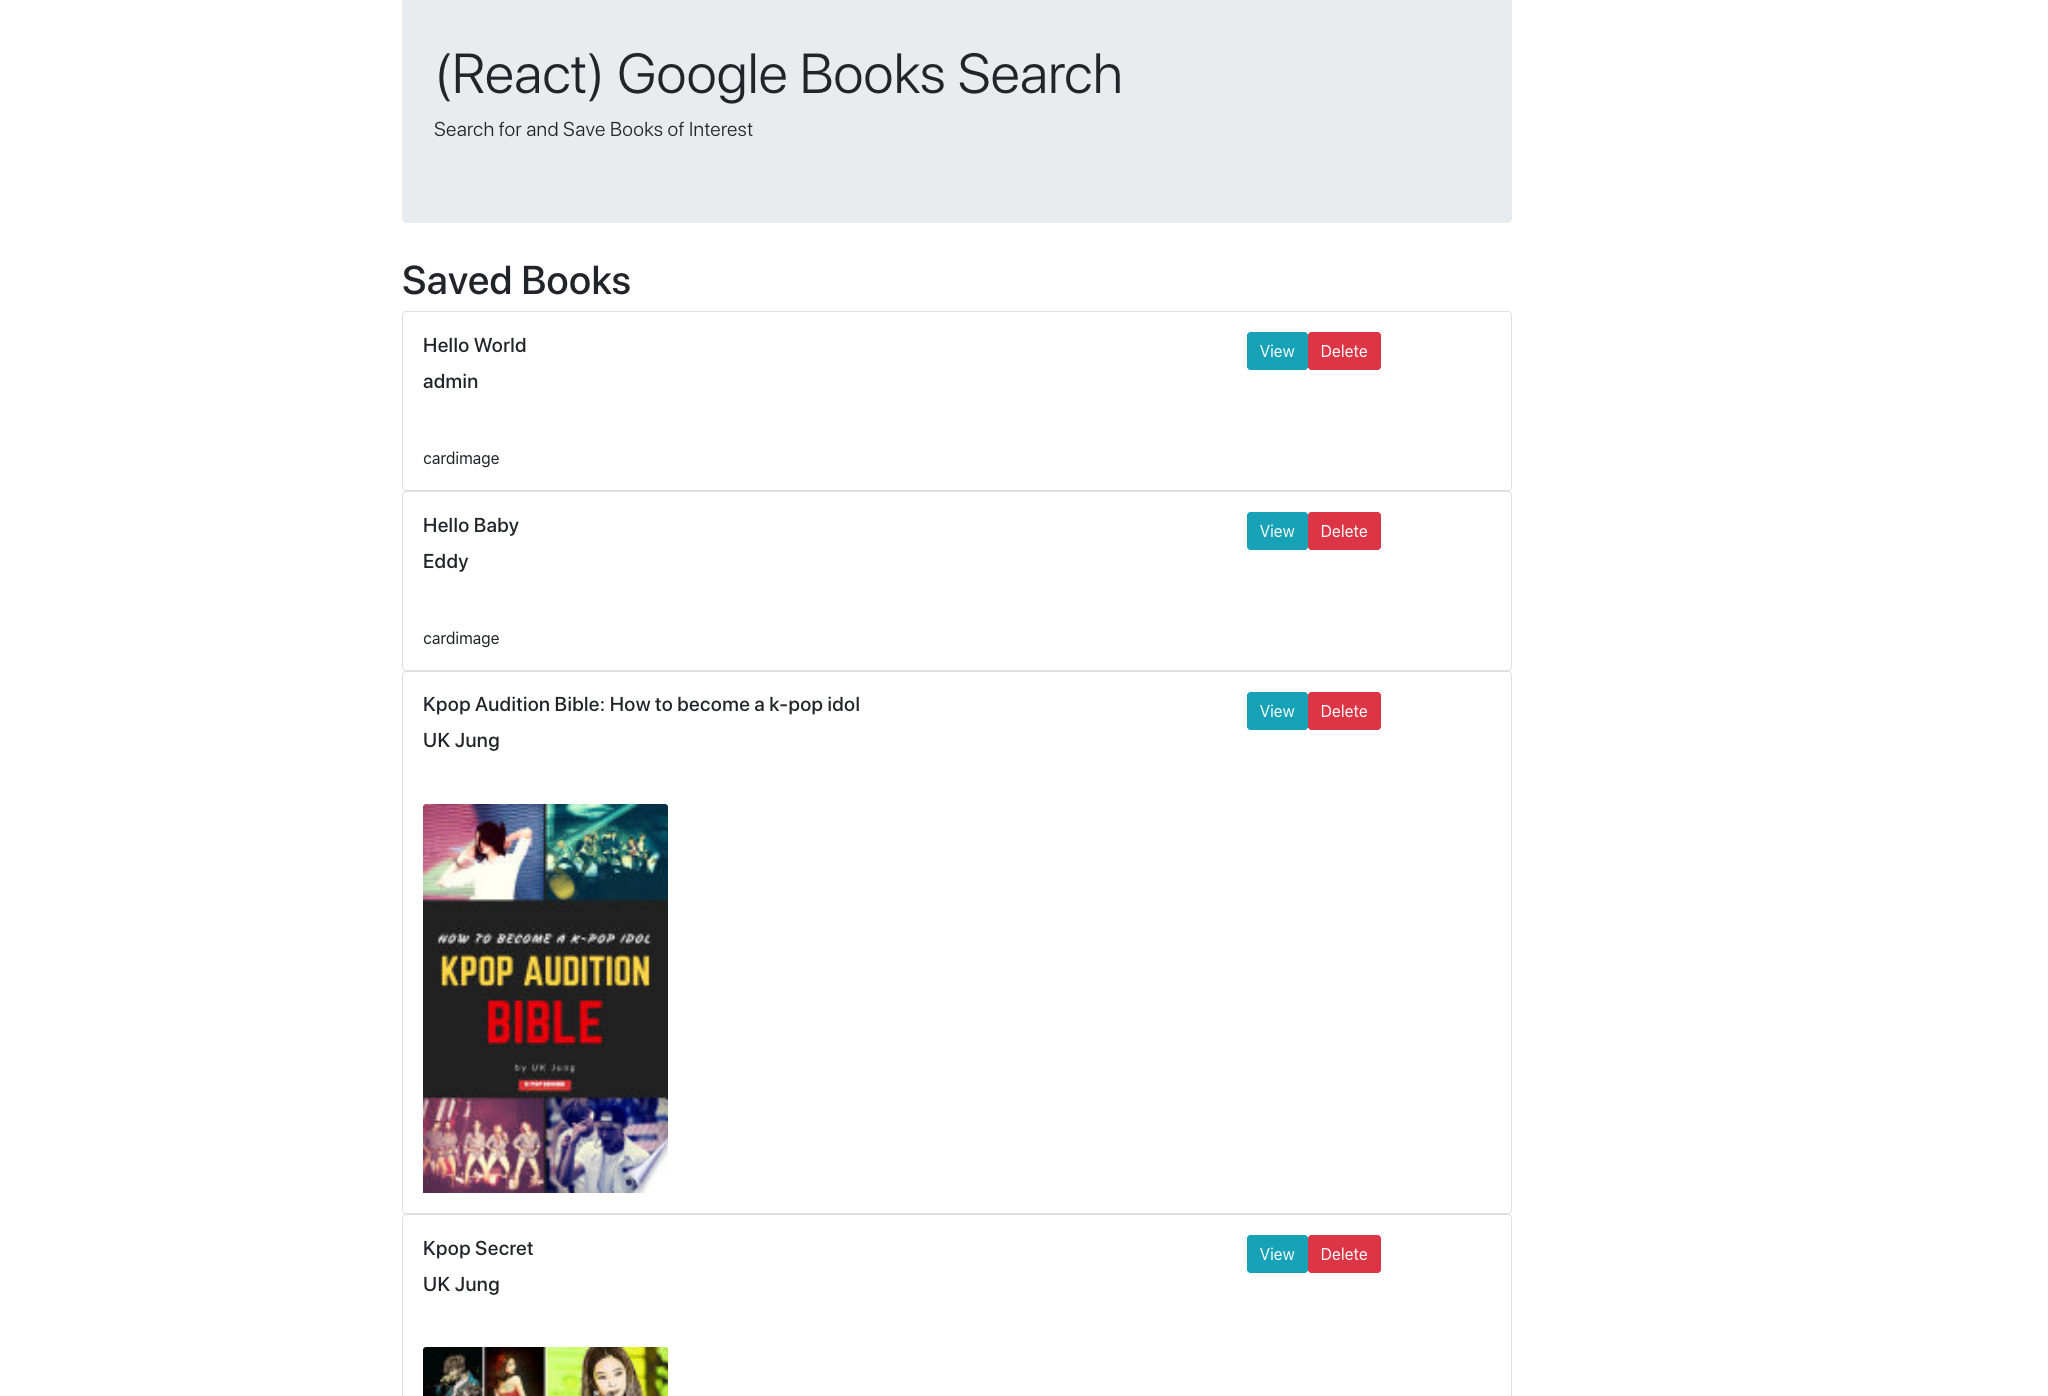 (React) Google Books Search
Search for and Save Books of Interest
Saved Books
Hello World
View Delete
admin
cardimage
Hello Baby
View Delete
Eddy
cardimage
Kpop Audition Bible: How to become a k-pop idol
View Delete
UK Jung
HOW TO BECOME A K-POP IDOL
KPOP AUDITION
BIBLE
by UK Jung
Kpop Secret
View Delete
UK Jung